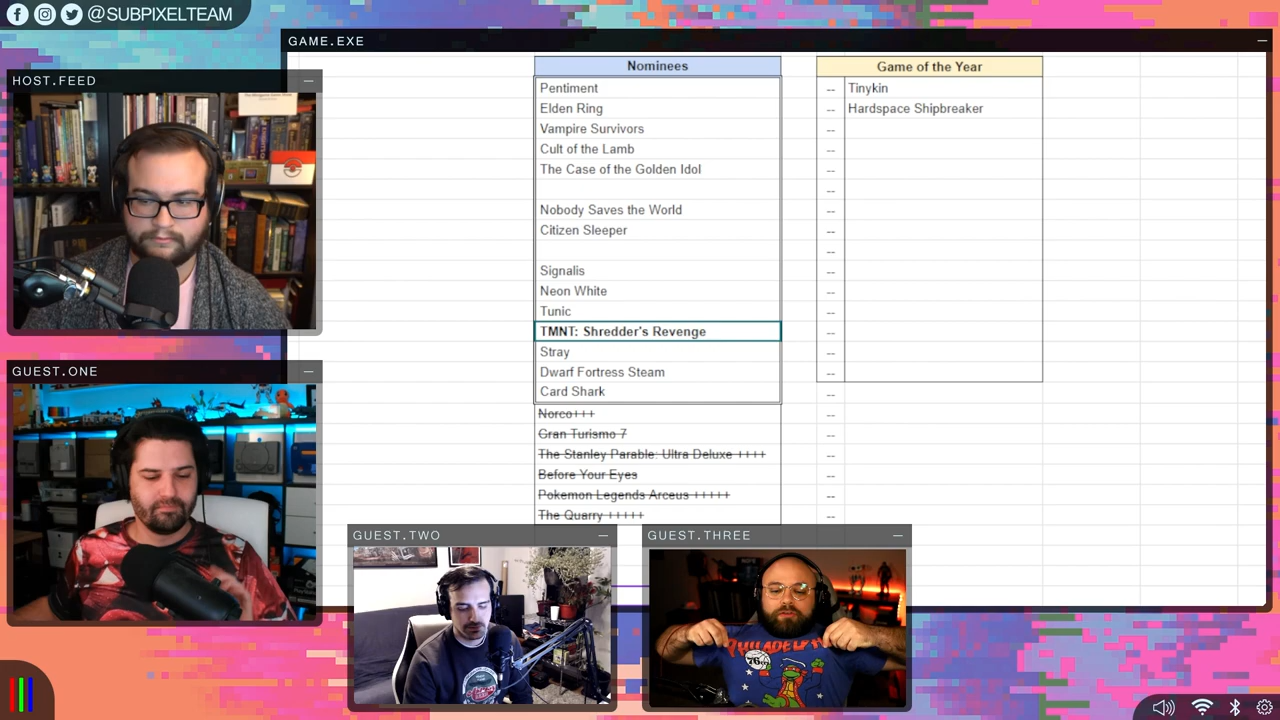 @SUBPIXELTEAM
GAME.EXE
HOST.FEED
Nominees
Game of the Year
Pentiment
-- Tinykin
Elden Ring
-- Hardspace Shipbreaker
Vampire Survivors
--
Cult of the Lamb
--
The Case of the Golden Idol
--
--
Nobody Saves the World
--
Citizen Sleeper
--
--
Signalis
--
Neon White
--
Tunic
--
TMNT: Shredder's Revenge
--
Stray
--
Dwarf Fortress Steam
--
Card Shark
--
Norco+++
--
Gran Turismo 7
--
The Stanley Parable: Ultra Deluxe ++++
--
Before Your Eyes
--
Pokemon Legends Arceus +++++
--
The Quarry +++++
--
GUEST.ONE
GUEST.TWO
GUEST.THREE
PHILADELPHIA
76